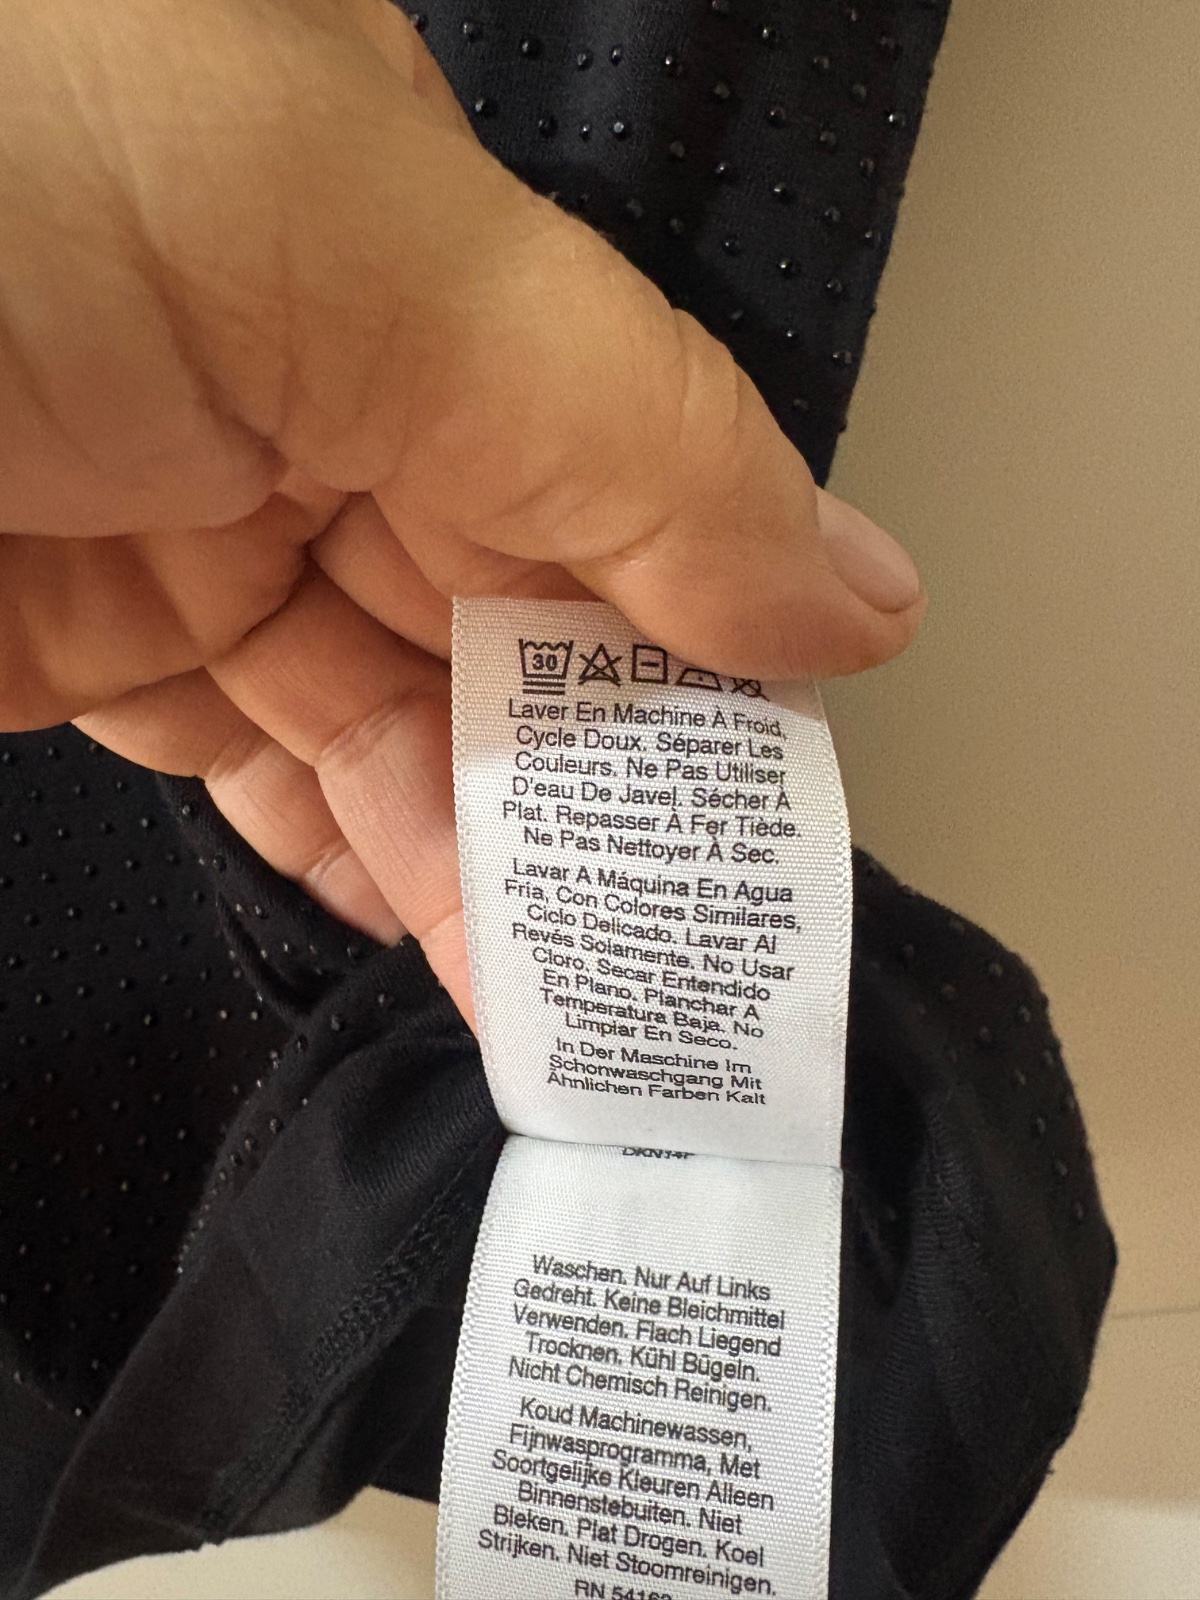 30
Laver En Machine À Froid,
Cycle Doux. Séparer Les
Couleurs. Ne Pas Utiliser
D'eau De Javel. Sécher À
Plat. Repasser À Fer Tiède.
Ne Pas Nettoyer À Sec.
Lavar A Máquina En Agua
Fria, Con Colores Similares,
Ciclo Delicado. Lavar Al
Revés Solamente. No Usar
Cloro. Secar Entendido
En Plano. Planchar A
Temperatura Baja. No
Limpiar En Seco.
In Der Maschine Im
Schonwaschgang Mit
Ähnlichen Farben Kalt
Waschen. Nur Auf Links
Gedreht. Keine Bleichmittel
Verwenden. Flach Liegend
Trocknen. Kühl Bügeln.
Nicht Chemisch Reinigen.
Koud Machinewassen,
Fijnwasprogramma, Met
Soortgelijke Kleuren Alleen
Binnenstebuiten. Niet
Bleken. Plat Drogen. Koel
Strijken. Niet Stoomreinigen.
RN